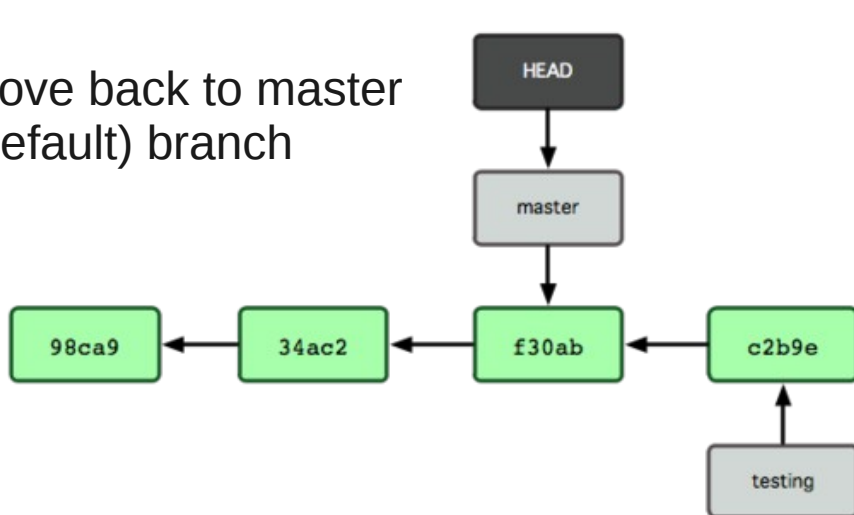 ove back to master
efault) branch
HEAD
master
98ca9
34ac2
f30ab
c2b9e
testing